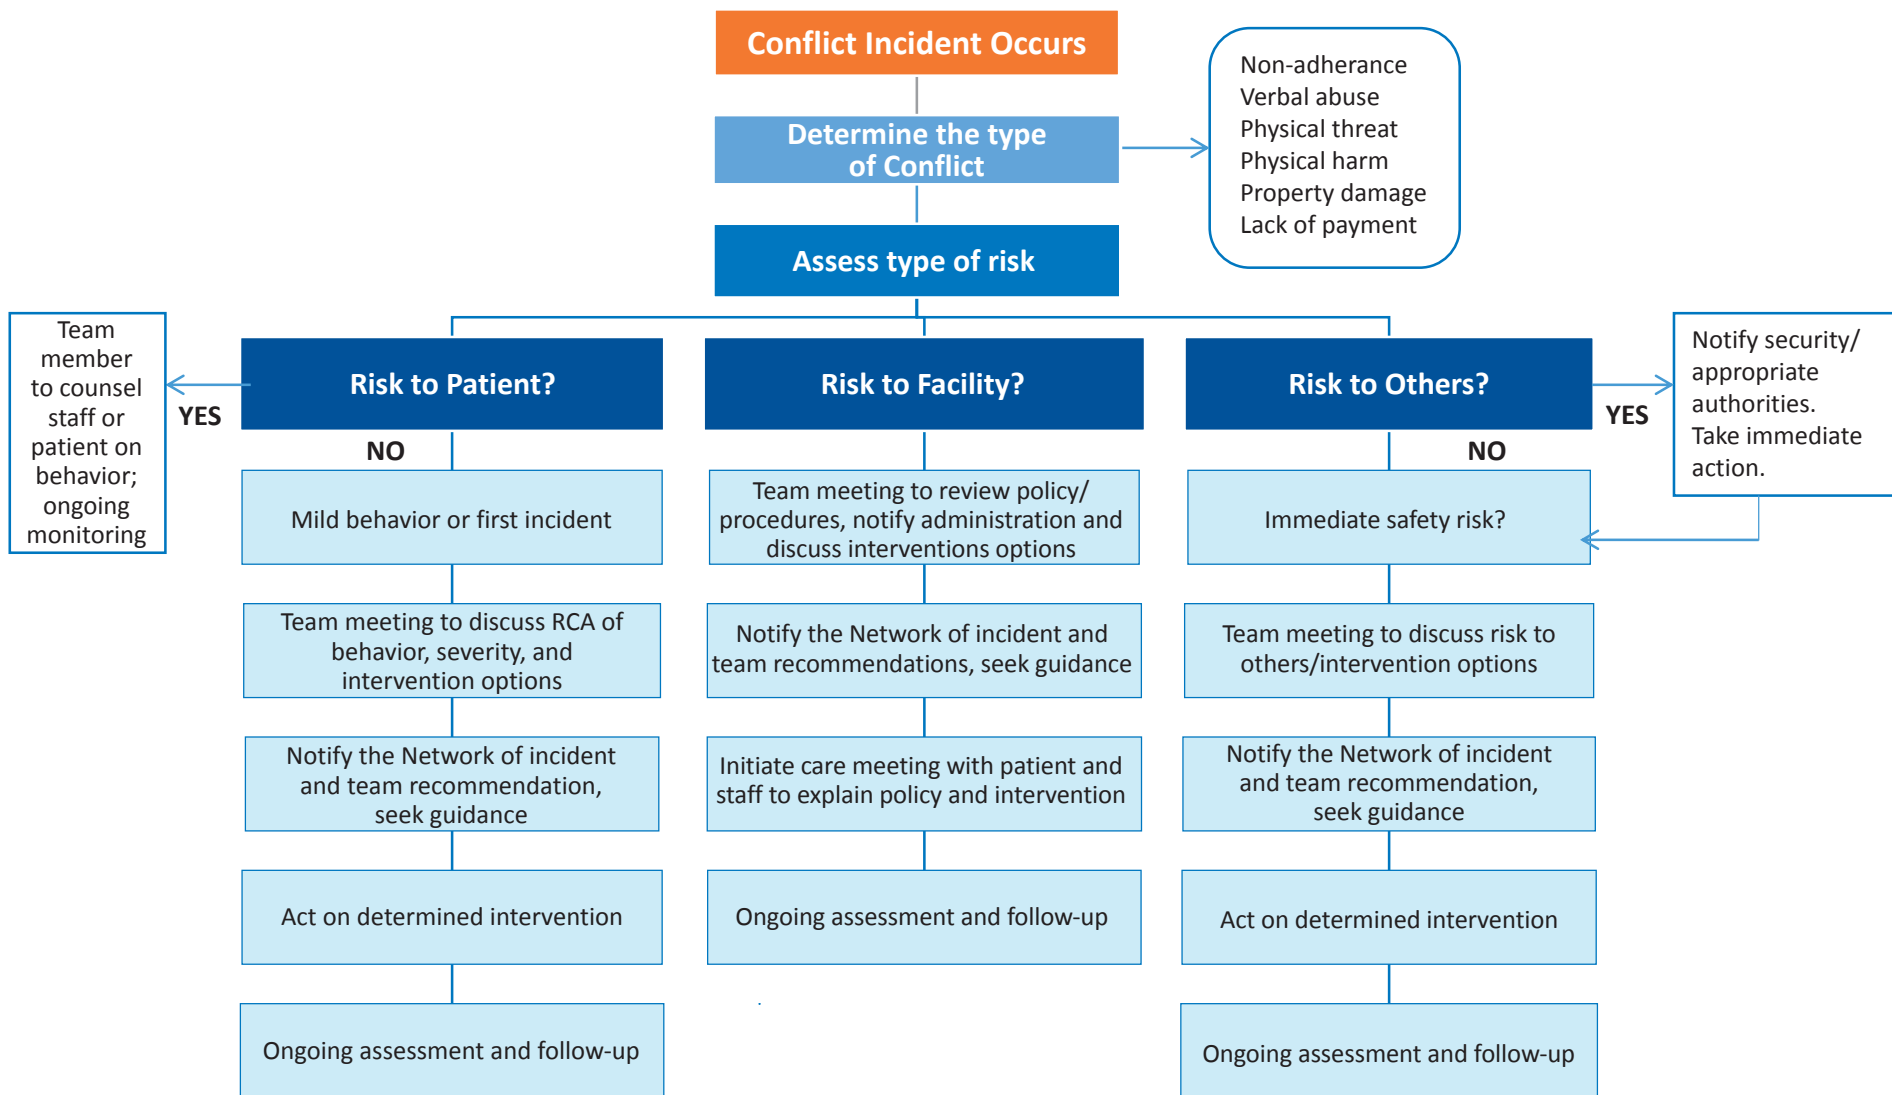 Conflict Incident Occurs
Determine the type
of Conflict
Non-adherance
Verbal abuse
Physical threat
Physical harm
Property damage
Lack of payment
Assess type of risk
Team
member
to counsel
staff or
patient on
behavior;
ongoing
monitoring
YES
Risk to Patient?
NO
Risk to Facility?
Risk to Others?
YES
NO
Notify security/
appropriate
authorities.
Take immediate
action.
Mild behavior or first incident
Team meeting to discuss RCA of
behavior, severity, and
intervention options
Notify the Network of incident
and team recommendation,
seek guidance
Act on determined intervention
Ongoing assessment and follow-up
Team meeting to review policy/
procedures, notify administration and
discuss interventions options
Notify the Network of incident and
team recommendations, seek guidance
Initiate care meeting with patient and
staff to explain policy and intervention
Ongoing assessment and follow-up
Immediate safety risk?
Team meeting to discuss risk to
others/intervention options
Notify the Network of incident
and team recommendation,
seek guidance
Act on determined intervention
Ongoing assessment and follow-up